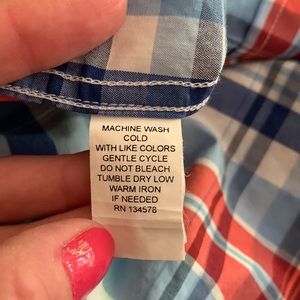 MACHINE WASH
COLD
WITH LIKE COLORS
GENTLE CYCLE
DO NOT BLEACH
TUMBLE DRY LOW
WARM IRON
IF NEEDED
RN 134578